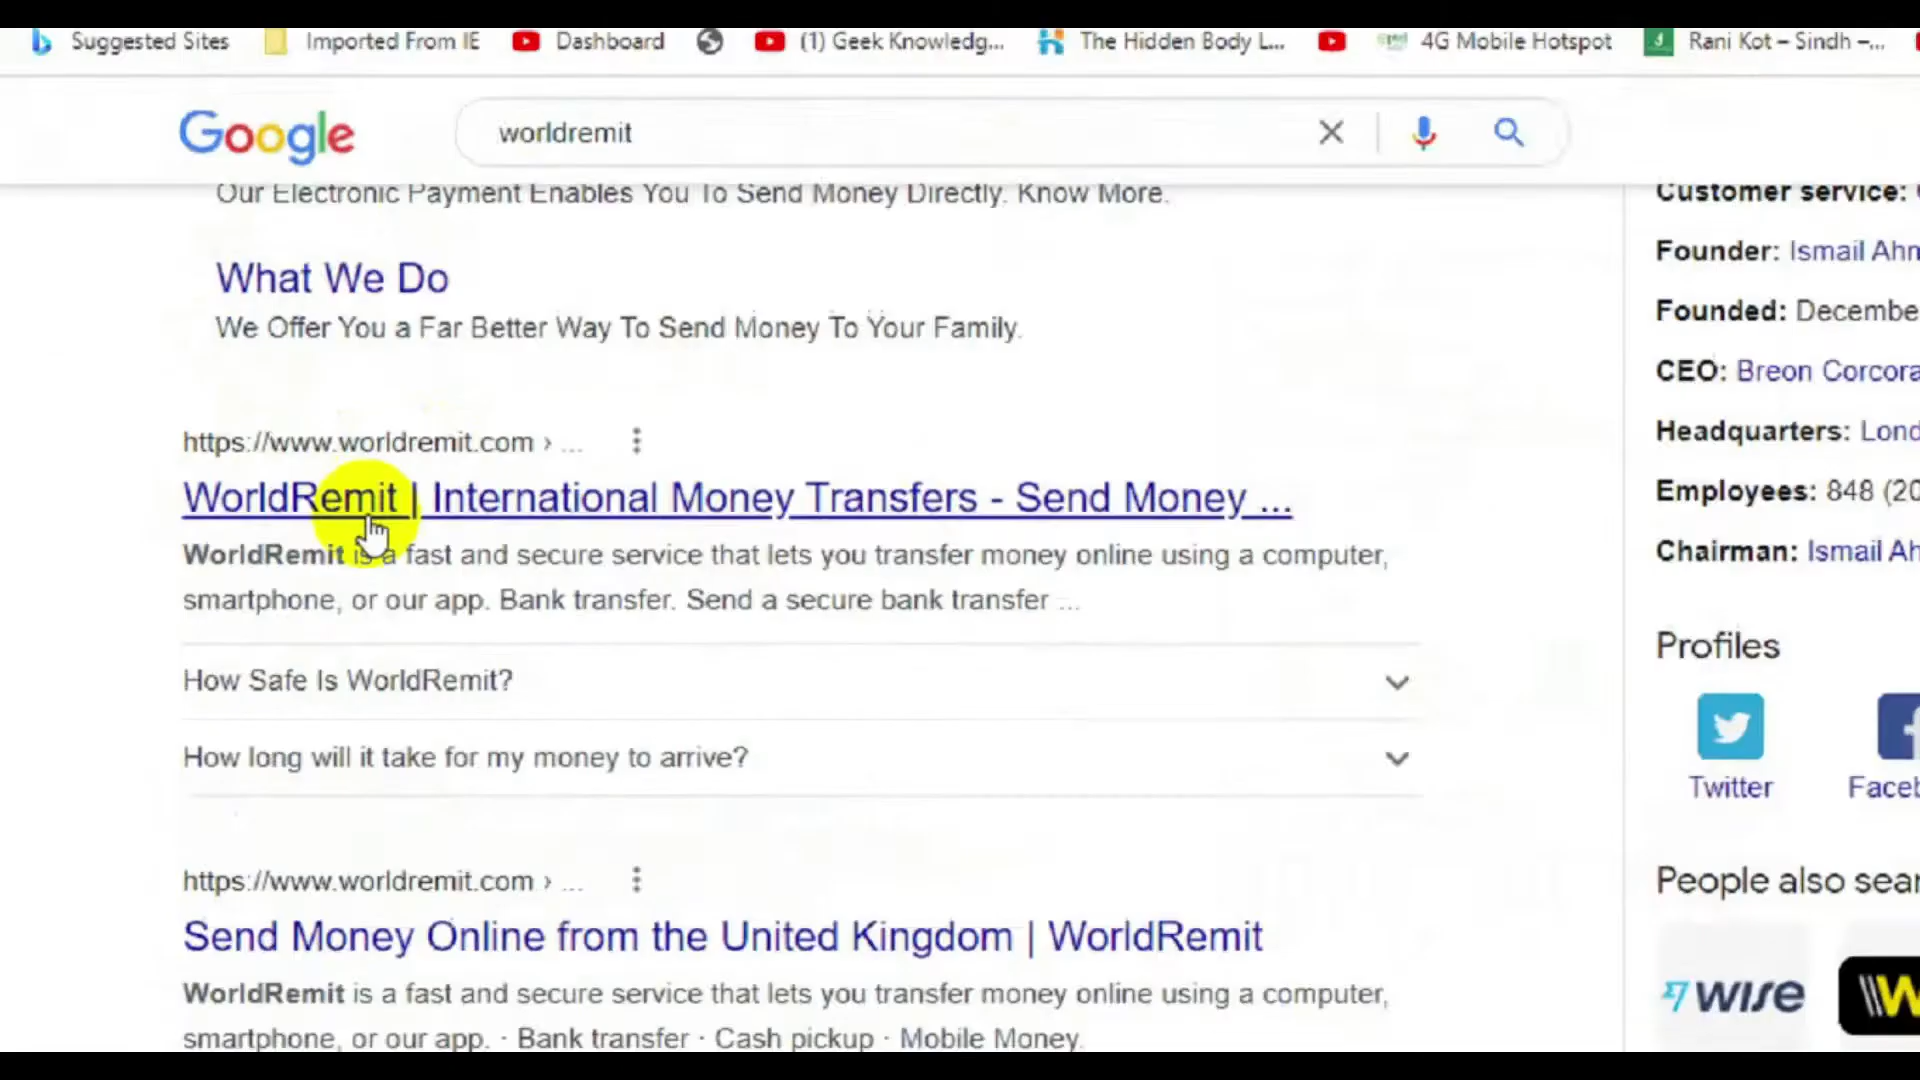 Suggested Sites Imported From IE Dashboard (1) Geek Knowledg... The Hidden Body L... 4G Mobile Hotspot Rani Kot – Sindh –...
Google worldremit
Our Electronic Payment Enables You To Send Money Directly. Know More.
What We Do
We Offer You a Far Better Way To Send Money To Your Family.
https://www.worldremit.com › ...
WorldRemit | International Money Transfers - Send Money ...
WorldRemit is a fast and secure service that lets you transfer money online using a computer,
smartphone, or our app. Bank transfer. Send a secure bank transfer ...
How Safe Is WorldRemit?
How long will it take for my money to arrive?
https://www.worldremit.com › ...
Send Money Online from the United Kingdom | WorldRemit
WorldRemit is a fast and secure service that lets you transfer money online using a computer,
smartphone, or our app. · Bank transfer · Cash pickup · Mobile Money.
Customer service:
Founder: Ismail Ahm
Founded: Decembe
CEO: Breon Corcora
Headquarters: Lond
Employees: 848 (20
Chairman: Ismail Ah
Profiles
Twitter Faceb
People also sear
wise W